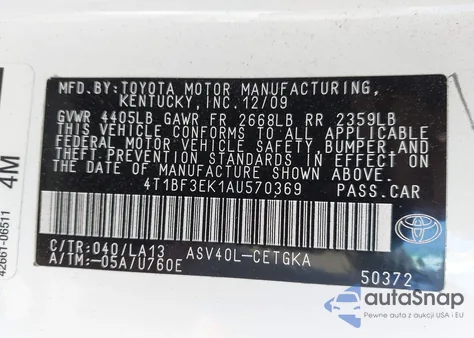 MFD.BY:TOYOTA MOTOR MANUFACTURING,
KENTUCKY,INC.12/09
GVWR 4405LB GAWR FR 2668LB RR 2359LB
THIS VEHICLE CONFORMS TO ALL APPLICABLE
FEDERAL MOTOR VEHICLE SAFETY, BUMPER, AND
THEFT PREVENTION STANDARDS IN EFFECT ON
THE DATE OF MANUFACTURE SHOWN ABOVE.
4T1BF3EK1AU570369 PASS.CAR
C/TR:040/LA13 ASV40L-CETGKA
A/TM:-05A/U760E
50372
TOYOTA
4M
42661-06511
autoSnap
Pewne auta z aukcji USA i EU